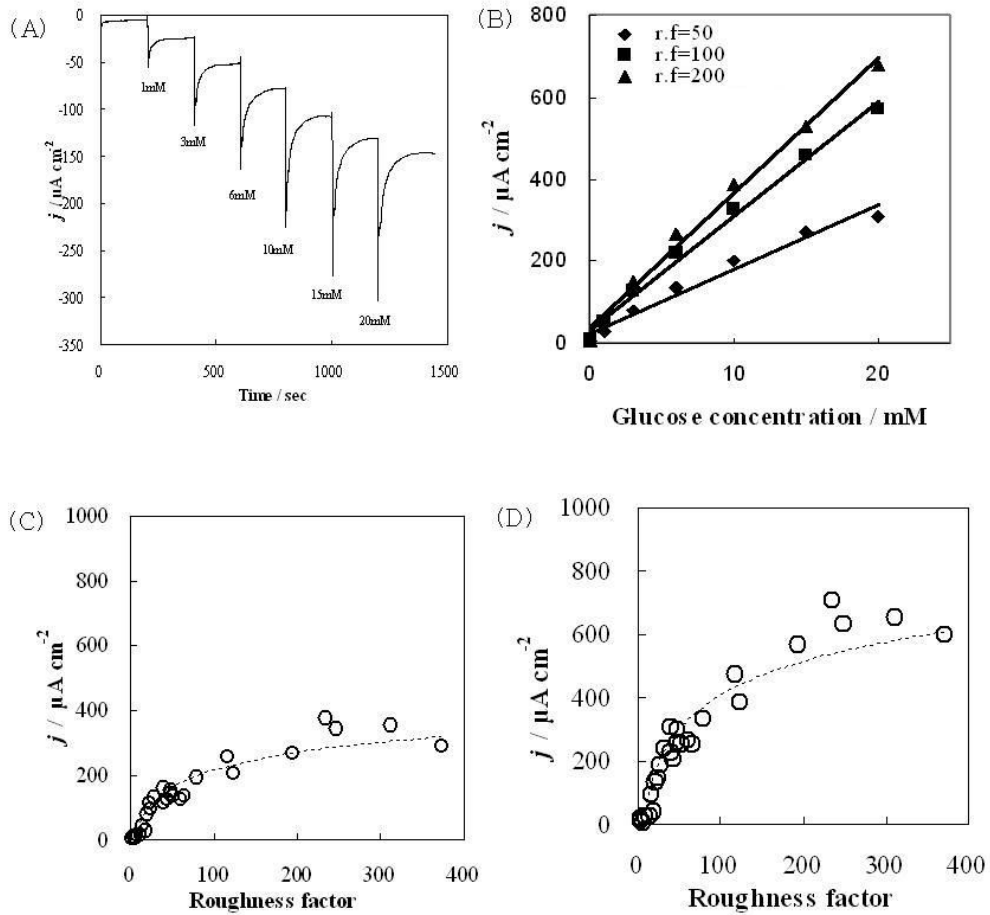 (A)
0
-50
-100
-150
-200
-250
-300
-350
j / µA cm-2
1mM
3mM
6mM
10mM
15mM
20mM
0
500
1000
1500
Time / sec
(B)
800
600
400
200
0
j / µA cm-2
r.f=50
r.f=100
r.f=200
0
10
20
Glucose concentration / mM
(C)
1000
800
600
400
200
0
j / µA cm-2
0
100
200
300
400
Roughness factor
(D)
1000
800
600
400
200
0
j / µA cm-2
0
100
200
300
400
Roughness factor